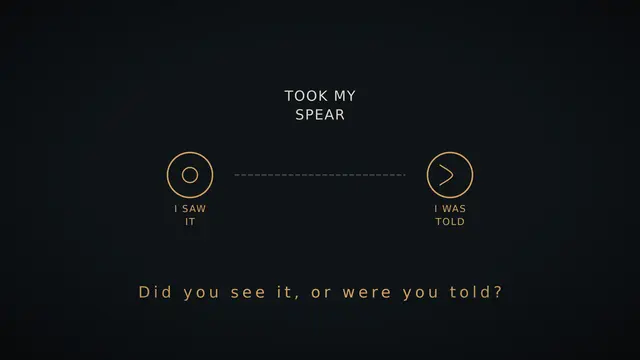 TOOK MY
SPEAR
I SAW
IT
I WAS
TOLD
Did you see it, or were you told?